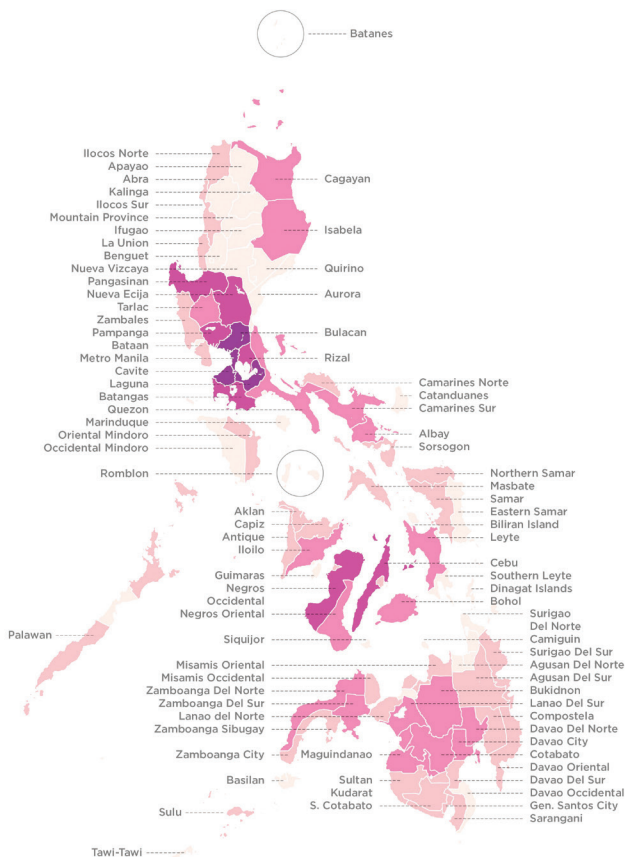 Batanes
Ilocos Norte
Apayao
Abra
Cagayan
Kalinga
Ilocos Sur
Mountain Province
Ifugao
Isabela
La Union
Benguet
Nueva Vizcaya
Quirino
Pangasinan
Nueva Ecija
Aurora
Tarlac
Zambales
Pampanga
Bulacan
Bataan
Metro Manila
Rizal
Cavite
Laguna
Camarines Norte
Batangas
Catanduanes
Quezon
Camarines Sur
Marinduque
Oriental Mindoro
Albay
Occidental Mindoro
Sorsogon
Romblon
Northern Samar
Masbate
Samar
Aklan
Eastern Samar
Capiz
Biliran Island
Antique
Leyte
Iloilo
Cebu
Guimaras
Southern Leyte
Negros
Occidental
Dinagat Islands
Bohol
Negros Oriental
Surigao
Del Norte
Palawan
Siquijor
Camiguin
Surigao Del Sur
Misamis Oriental
Agusan Del Norte
Misamis Occidental
Agusan Del Sur
Zamboanga Del Norte
Bukidnon
Zamboanga Del Sur
Lanao Del Sur
Lanao del Norte
Compostela
Zamboanga Sibugay
Davao Del Norte
Davao City
Zamboanga City
Maguindanao
Cotabato
Davao Oriental
Basilan
Sultan
Kudarat
Davao Del Sur
Davao Occidental
S. Cotabato
Gen. Santos City
Sulu
Sarangani
Tawi-Tawi